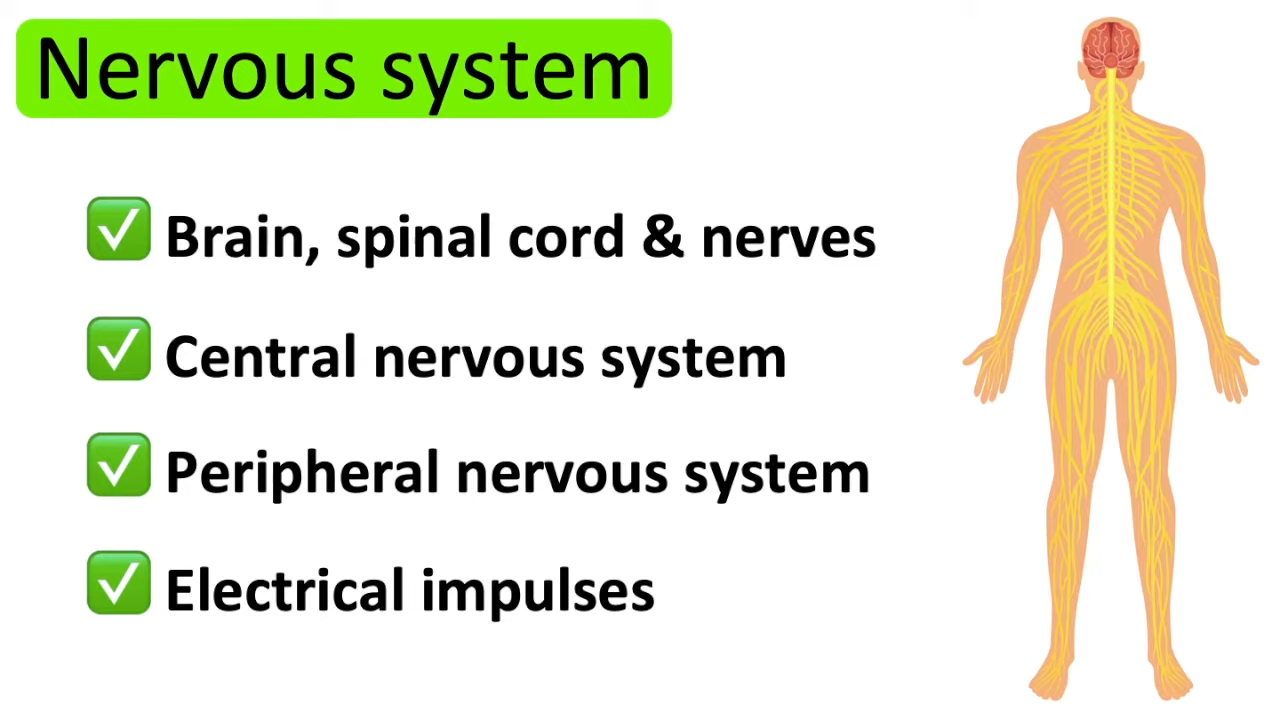 Nervous system
✅ Brain, spinal cord & nerves
✅ Central nervous system
✅ Peripheral nervous system
✅ Electrical impulses